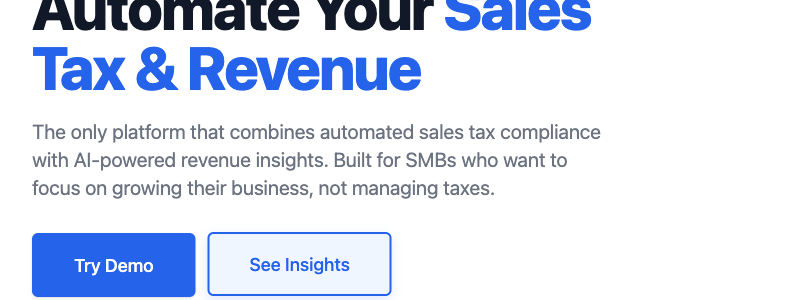 Automate Your Sales
Tax & Revenue
The only platform that combines automated sales tax compliance
with AI-powered revenue insights. Built for SMBs who want to
focus on growing their business, not managing taxes.
Try Demo
See Insights